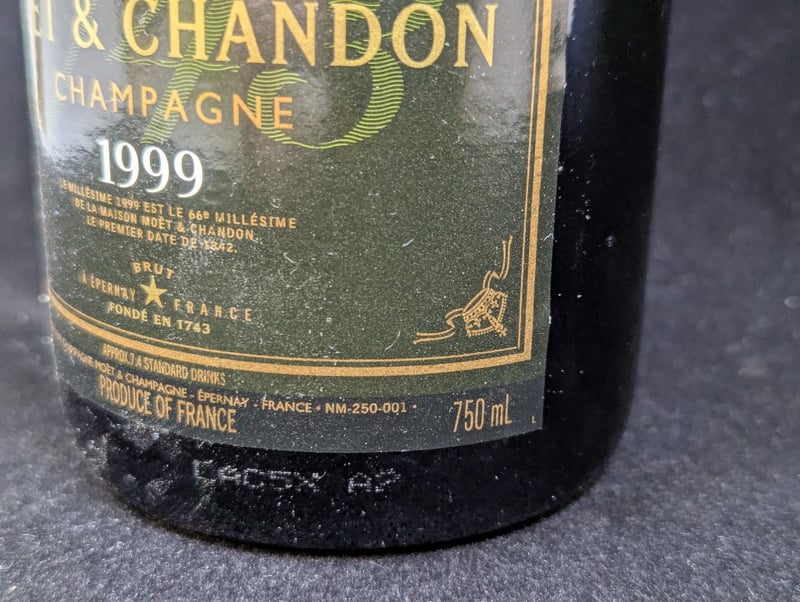 & CHANDON
CHAMPAGNE
1999
LE MILLÉSIME 1999 EST LE 66e MILLÉSIME
DE LA MAISON MOËT & CHANDON.
LE PREMIER DATE DE 1842.
BRUT
À ÉPERNAY ★ FRANCE
FONDÉ EN 1743
APPROX. 7.4 STANDARD DRINKS
MOËT & CHAMPAGNE - ÉPERNAY - FRANCE • NM-250-001 •
PRODUCE OF FRANCE
750 mL
L